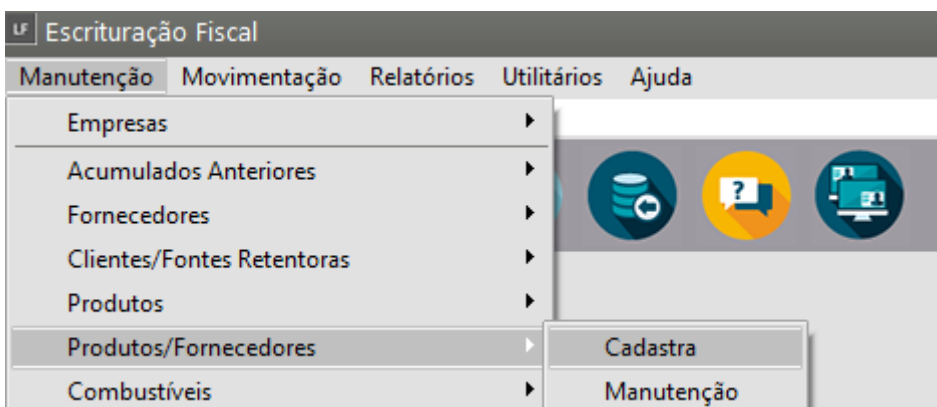 LF Escrituração Fiscal
Manutenção Movimentação Relatórios Utilitários Ajuda
Empresas
Acumulados Anteriores
Fornecedores
Clientes/Fontes Retentoras
Produtos
Produtos/Fornecedores
Cadastra
Combustíveis
Manutenção
?